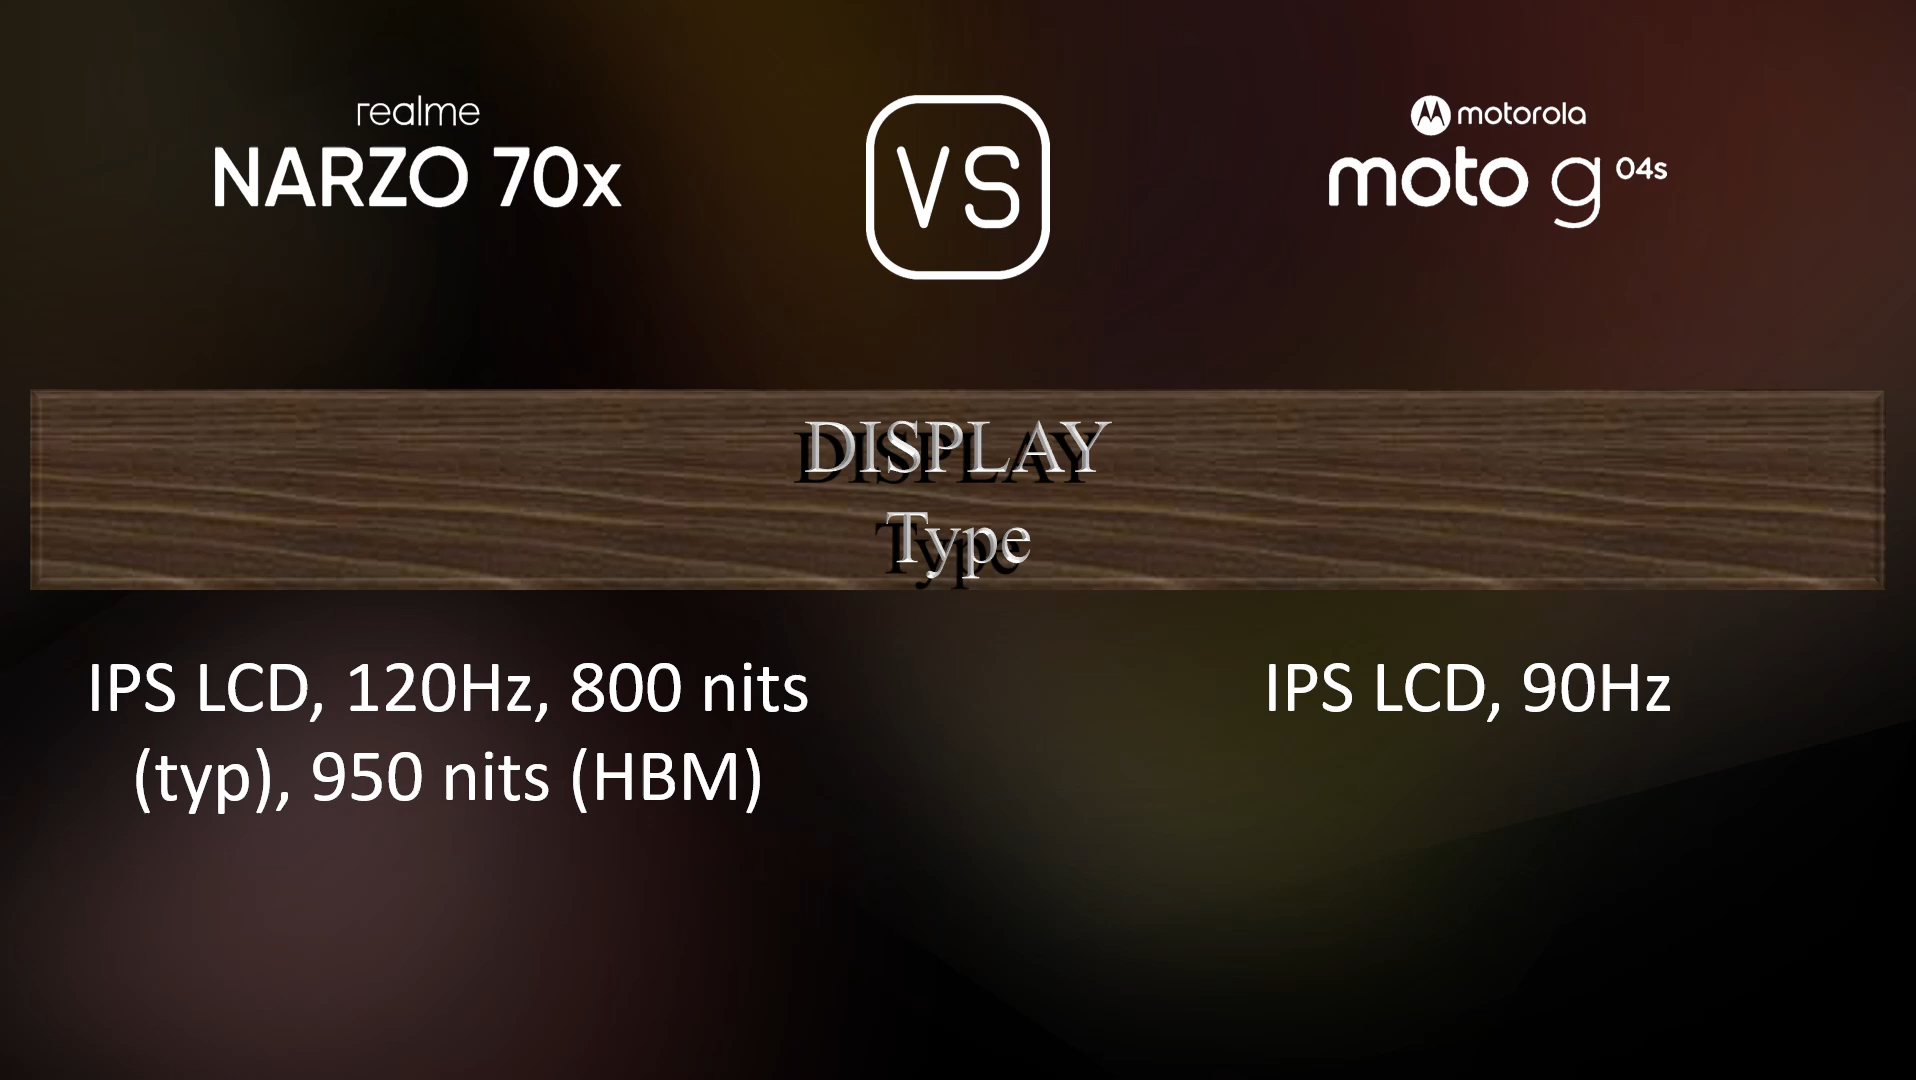 realme
NARZO 70x
VS
motorola
moto g 04s
DISPLAY
Type
IPS LCD, 120Hz, 800 nits
(typ), 950 nits (HBM)
IPS LCD, 90Hz